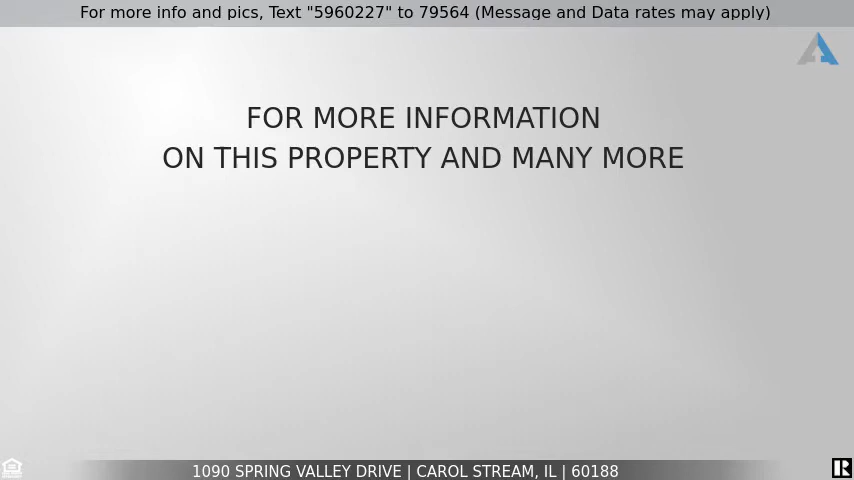 For more info and pics, Text "5960227" to 79564 (Message and Data rates may apply)
FOR MORE INFORMATION
ON THIS PROPERTY AND MANY MORE
1090 SPRING VALLEY DRIVE | CAROL STREAM, IL | 60188